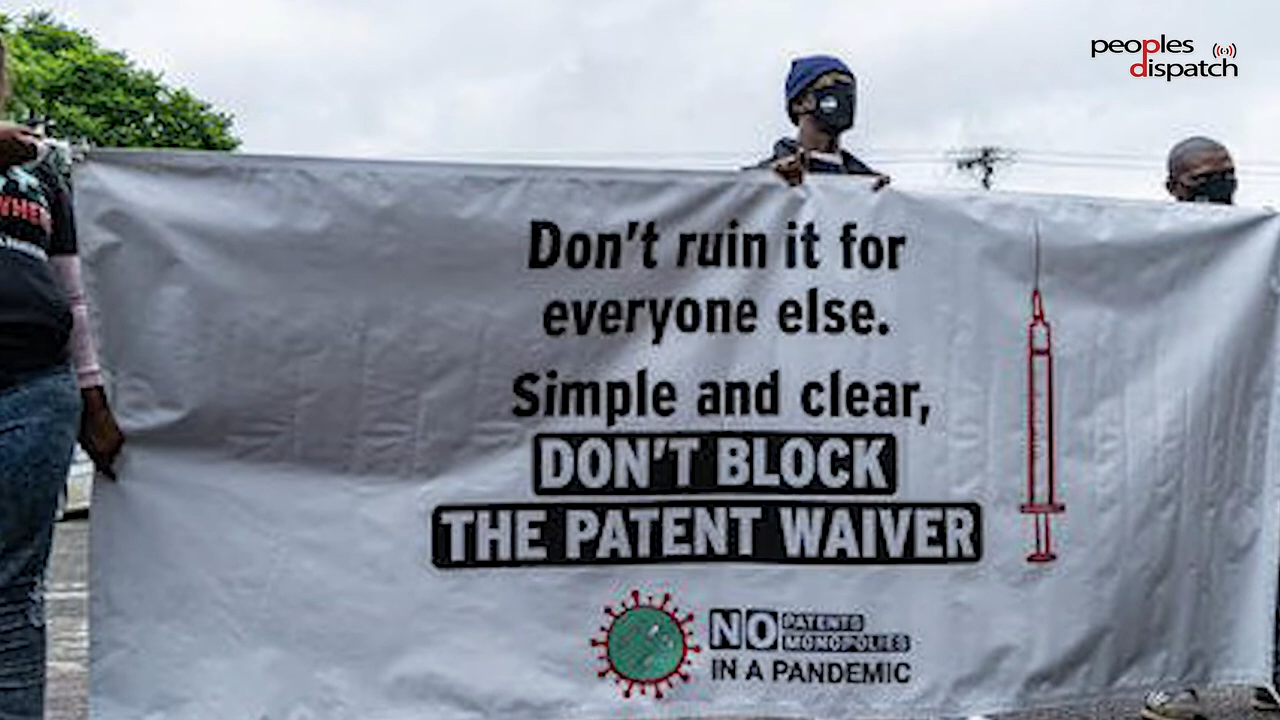 peoples
dispatch
Don't ruin it for
everyone else.
Simple and clear,
DON'T BLOCK
THE PATENT WAIVER
NO PATENTS
MONOPOLIES
IN A PANDEMIC